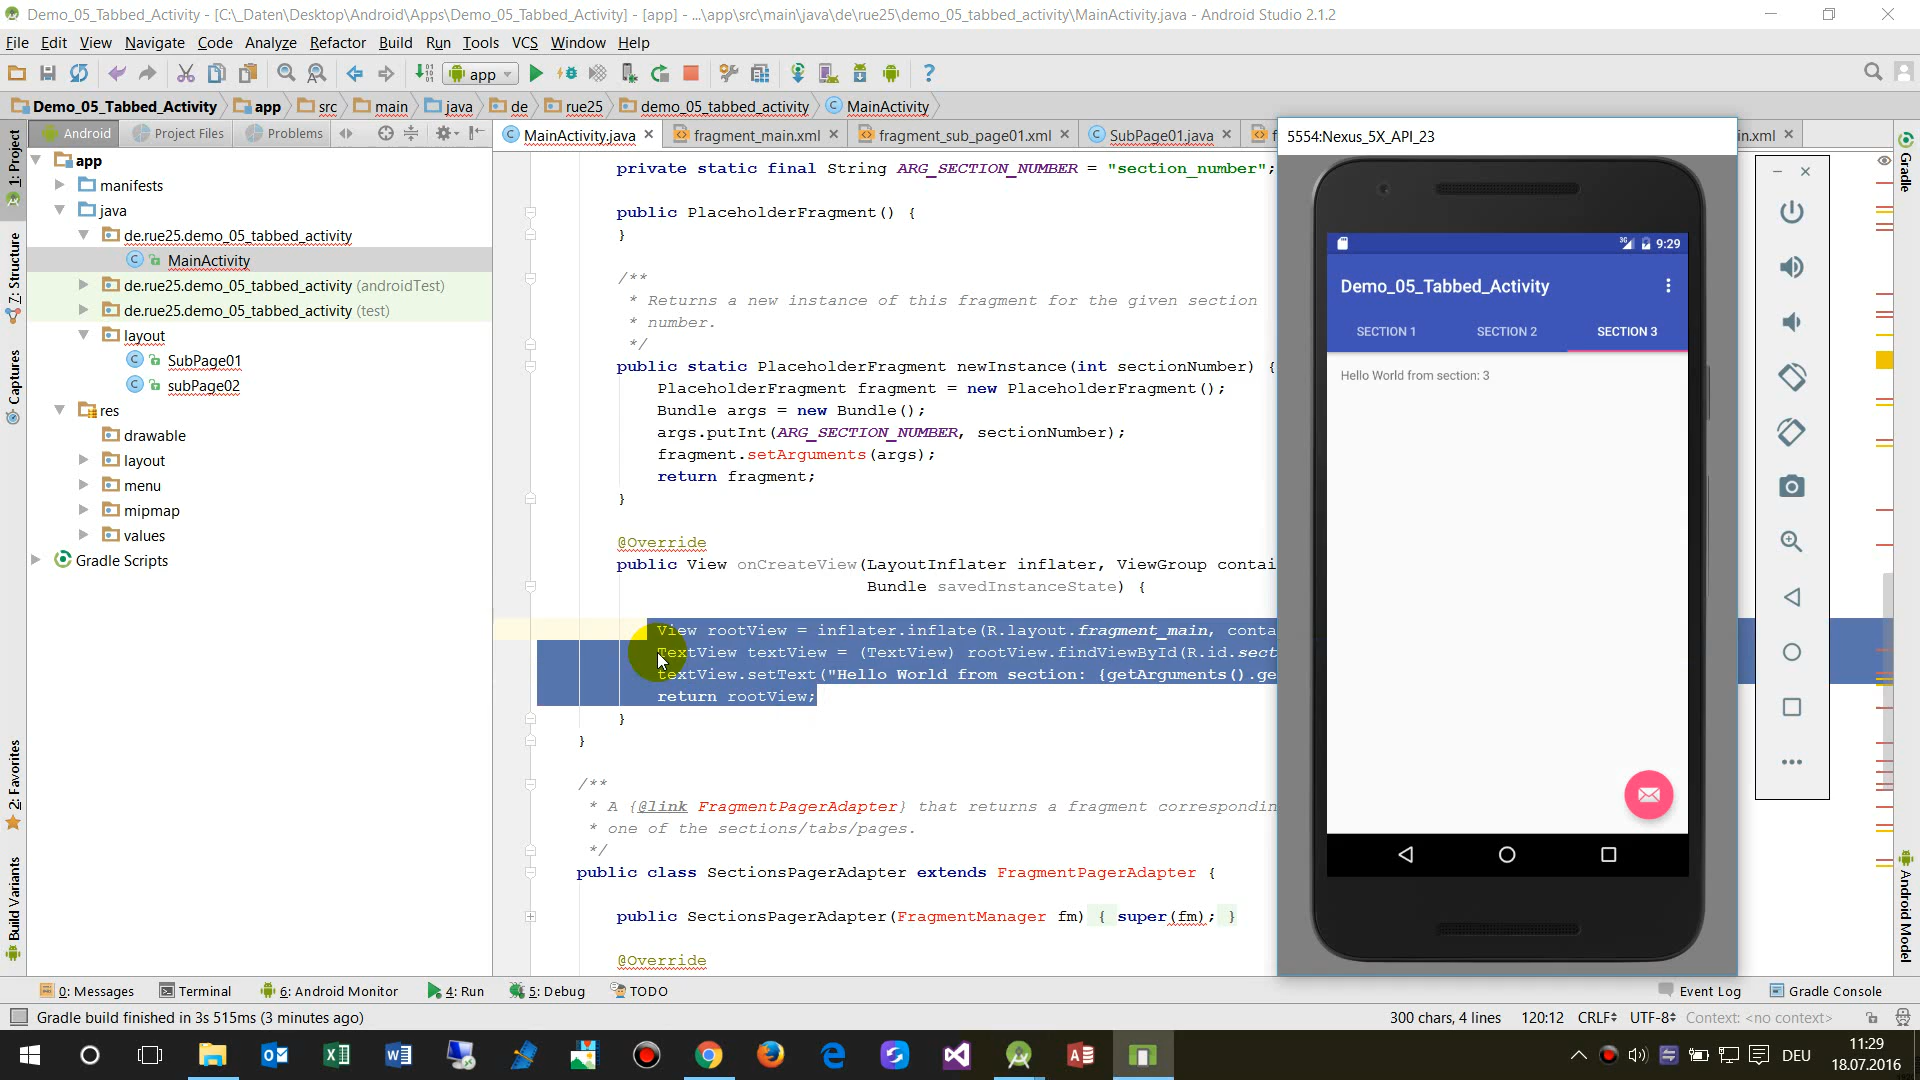 Demo_05_Tabbed_Activity - [C:\_Daten\Desktop\Android\Apps\Demo_05_Tabbed_Activity] - [app] - ...\app\src\main\java\de\rue25\demo_05_tabbed_activity\MainActivity.java - Android Studio 2.1.2
File Edit View Navigate Code Analyze Refactor Build Run Tools VCS Window Help
app
Demo_05_Tabbed_Activity app src main java de rue25 demo_05_tabbed_activity MainActivity
Android Project Files Problems
MainActivity.java fragment_main.xml fragment_sub_page01.xml SubPage01.java in.xml
5554:Nexus_5X_API_23
1: Project
7: Structure
Captures
2: Favorites
Build Variants
app
manifests
java
de.rue25.demo_05_tabbed_activity
MainActivity
de.rue25.demo_05_tabbed_activity (androidTest)
de.rue25.demo_05_tabbed_activity (test)
layout
SubPage01
subPage02
res
drawable
layout
menu
mipmap
values
Gradle Scripts
private static final String ARG_SECTION_NUMBER = "section_number";
public PlaceholderFragment() {
}
/**
* Returns a new instance of this fragment for the given section
* number.
*/
public static PlaceholderFragment newInstance(int sectionNumber) {
PlaceholderFragment fragment = new PlaceholderFragment();
Bundle args = new Bundle();
args.putInt(ARG_SECTION_NUMBER, sectionNumber);
fragment.setArguments(args);
return fragment;
}
@Override
public View onCreateView(LayoutInflater inflater, ViewGroup contai
Bundle savedInstanceState) {
View rootView = inflater.inflate(R.layout.fragment_main, conta
TextView textView = (TextView) rootView.findViewById(R.id.sect
textView.setText("Hello World from section: {getArguments().ge
return rootView;
}
}
/**
* A {@link FragmentPagerAdapter} that returns a fragment correspondin
* one of the sections/tabs/pages.
*/
public class SectionsPagerAdapter extends FragmentPagerAdapter {
public SectionsPagerAdapter(FragmentManager fm) { super(fm); }
@Override
3G 9:29
Demo_05_Tabbed_Activity
SECTION 1 SECTION 2 SECTION 3
Hello World from section: 3
Gradle
Android Model
0: Messages Terminal 6: Android Monitor 4: Run 5: Debug TODO Event Log Gradle Console
Gradle build finished in 3s 515ms (3 minutes ago) 300 chars, 4 lines 120:12 CRLF UTF-8 Context: <no context>
DEU 11:29
18.07.2016